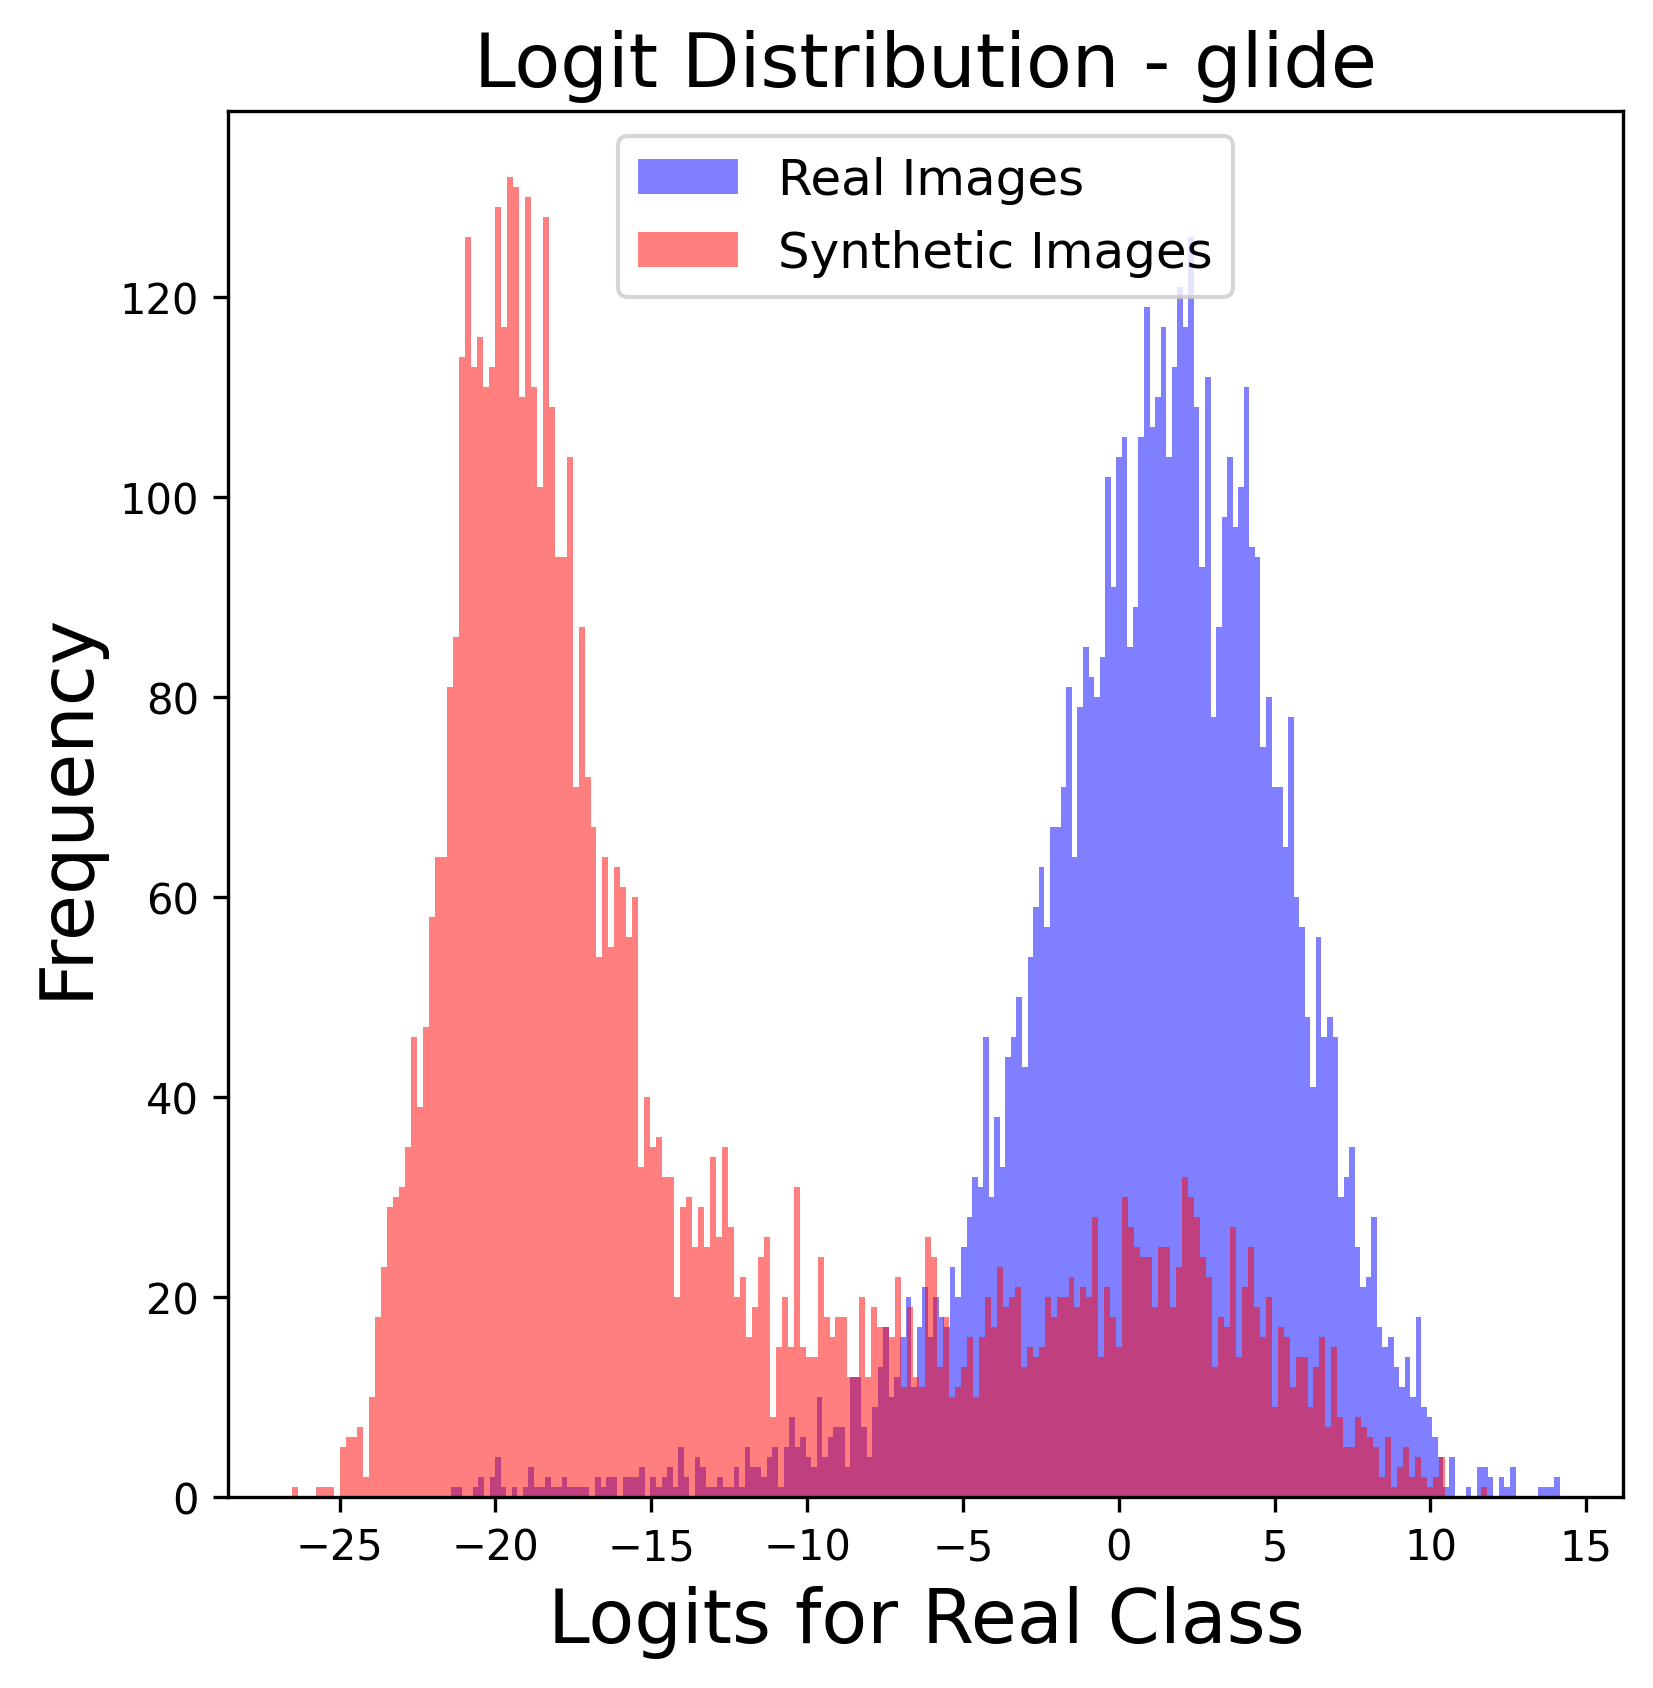 Logit Distribution - glide
Real Images
Synthetic Images
120
100
80
60
40
20
0
Frequency
−25 −20 −15 −10 −5 0 5 10 15
Logits for Real Class